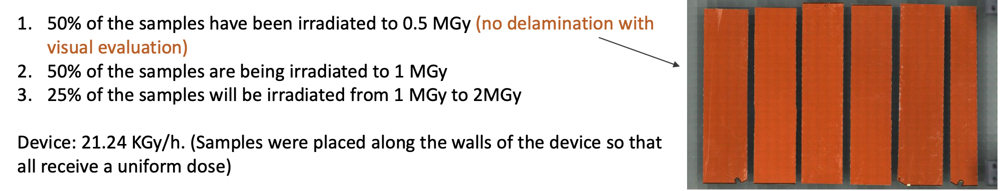 1. 50% of the samples have been irradiated to 0.5 MGy (no delamination with
visual evaluation)
2. 50% of the samples are being irradiated to 1 MGy
3. 25% of the samples will be irradiated from 1 MGy to 2MGy
Device: 21.24 KGy/h. (Samples were placed along the walls of the device so that
all receive a uniform dose)